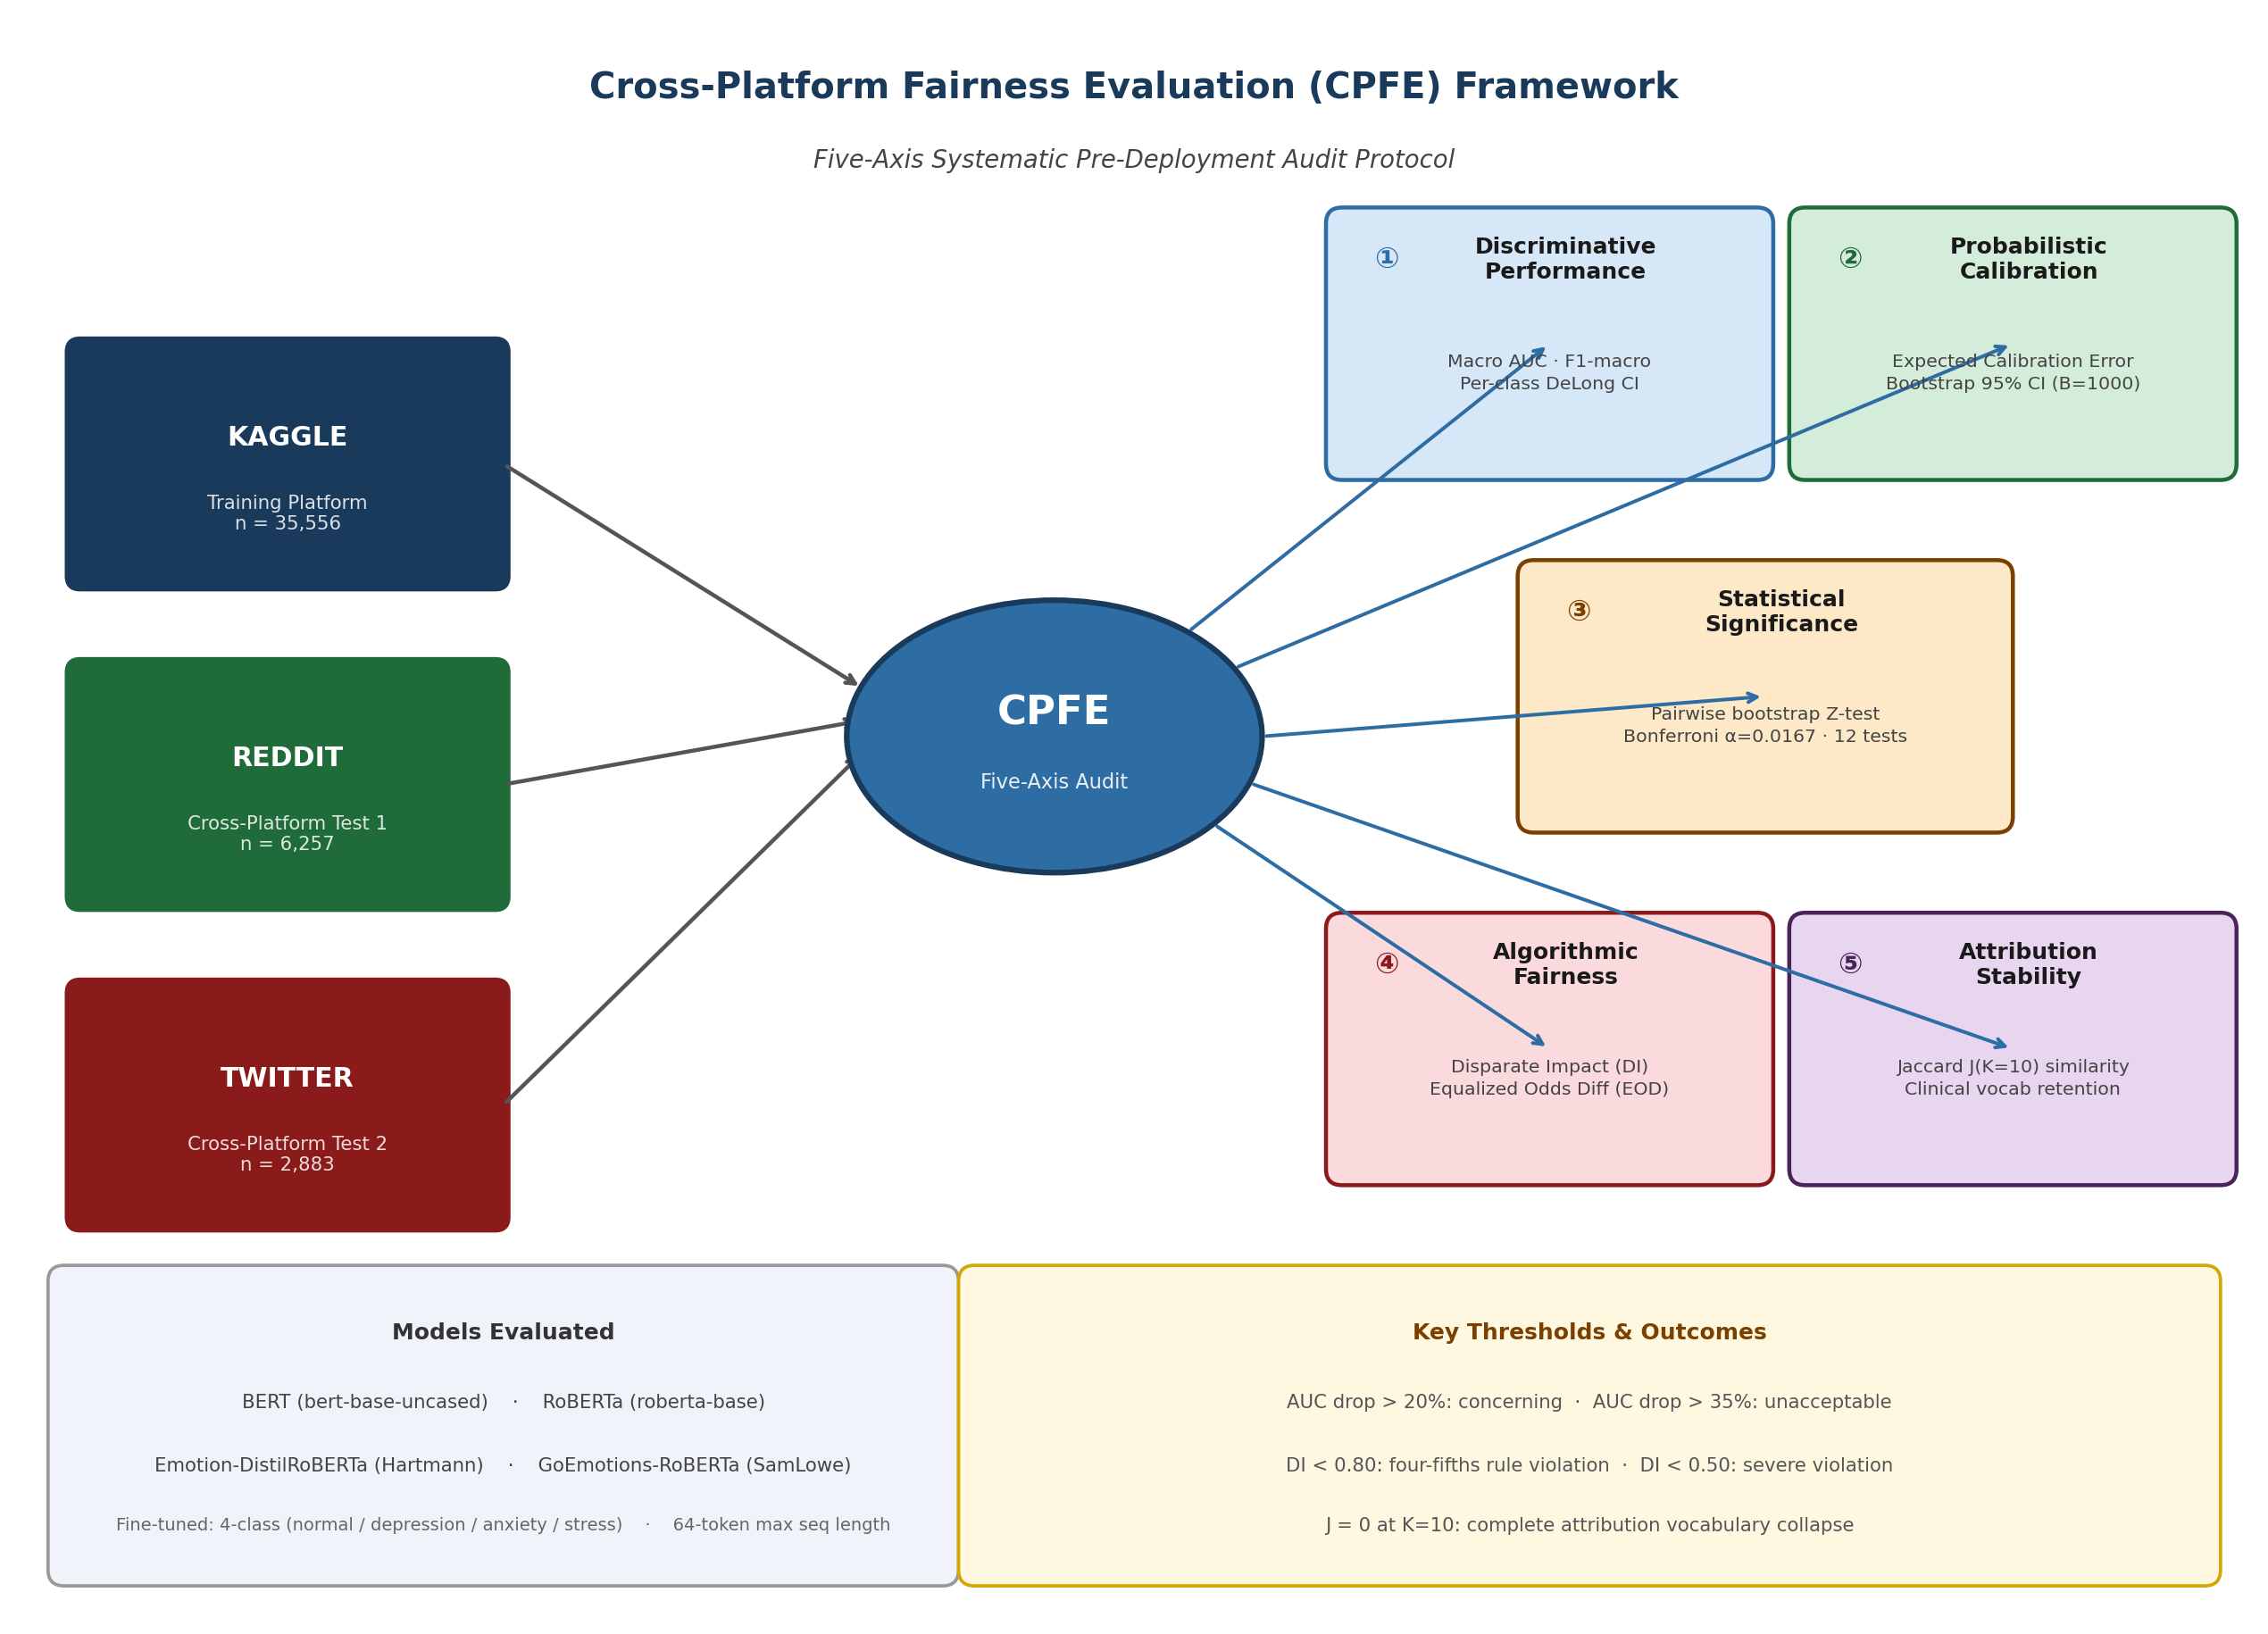 Cross-Platform Fairness Evaluation (CPFE) Framework
Five-Axis Systematic Pre-Deployment Audit Protocol
KAGGLE
Training Platform
n = 35,556
REDDIT
Cross-Platform Test 1
n = 6,257
TWITTER
Cross-Platform Test 2
n = 2,883
CPFE
Five-Axis Audit
①
Discriminative
Performance
Macro AUC · F1-macro
Per-class DeLong CI
②
Probabilistic
Calibration
Expected Calibration Error
Bootstrap 95% CI (B=1000)
③
Statistical
Significance
Pairwise bootstrap Z-test
Bonferroni α=0.0167 · 12 tests
④
Algorithmic
Fairness
Disparate Impact (DI)
Equalized Odds Diff (EOD)
⑤
Attribution
Stability
Jaccard J(K=10) similarity
Clinical vocab retention
Models Evaluated
BERT (bert-base-uncased) · RoBERTa (roberta-base)
Emotion-DistilRoBERTa (Hartmann) · GoEmotions-RoBERTa (SamLowe)
Fine-tuned: 4-class (normal / depression / anxiety / stress) · 64-token max seq length
Key Thresholds & Outcomes
AUC drop > 20%: concerning · AUC drop > 35%: unacceptable
DI < 0.80: four-fifths rule violation · DI < 0.50: severe violation
J = 0 at K=10: complete attribution vocabulary collapse